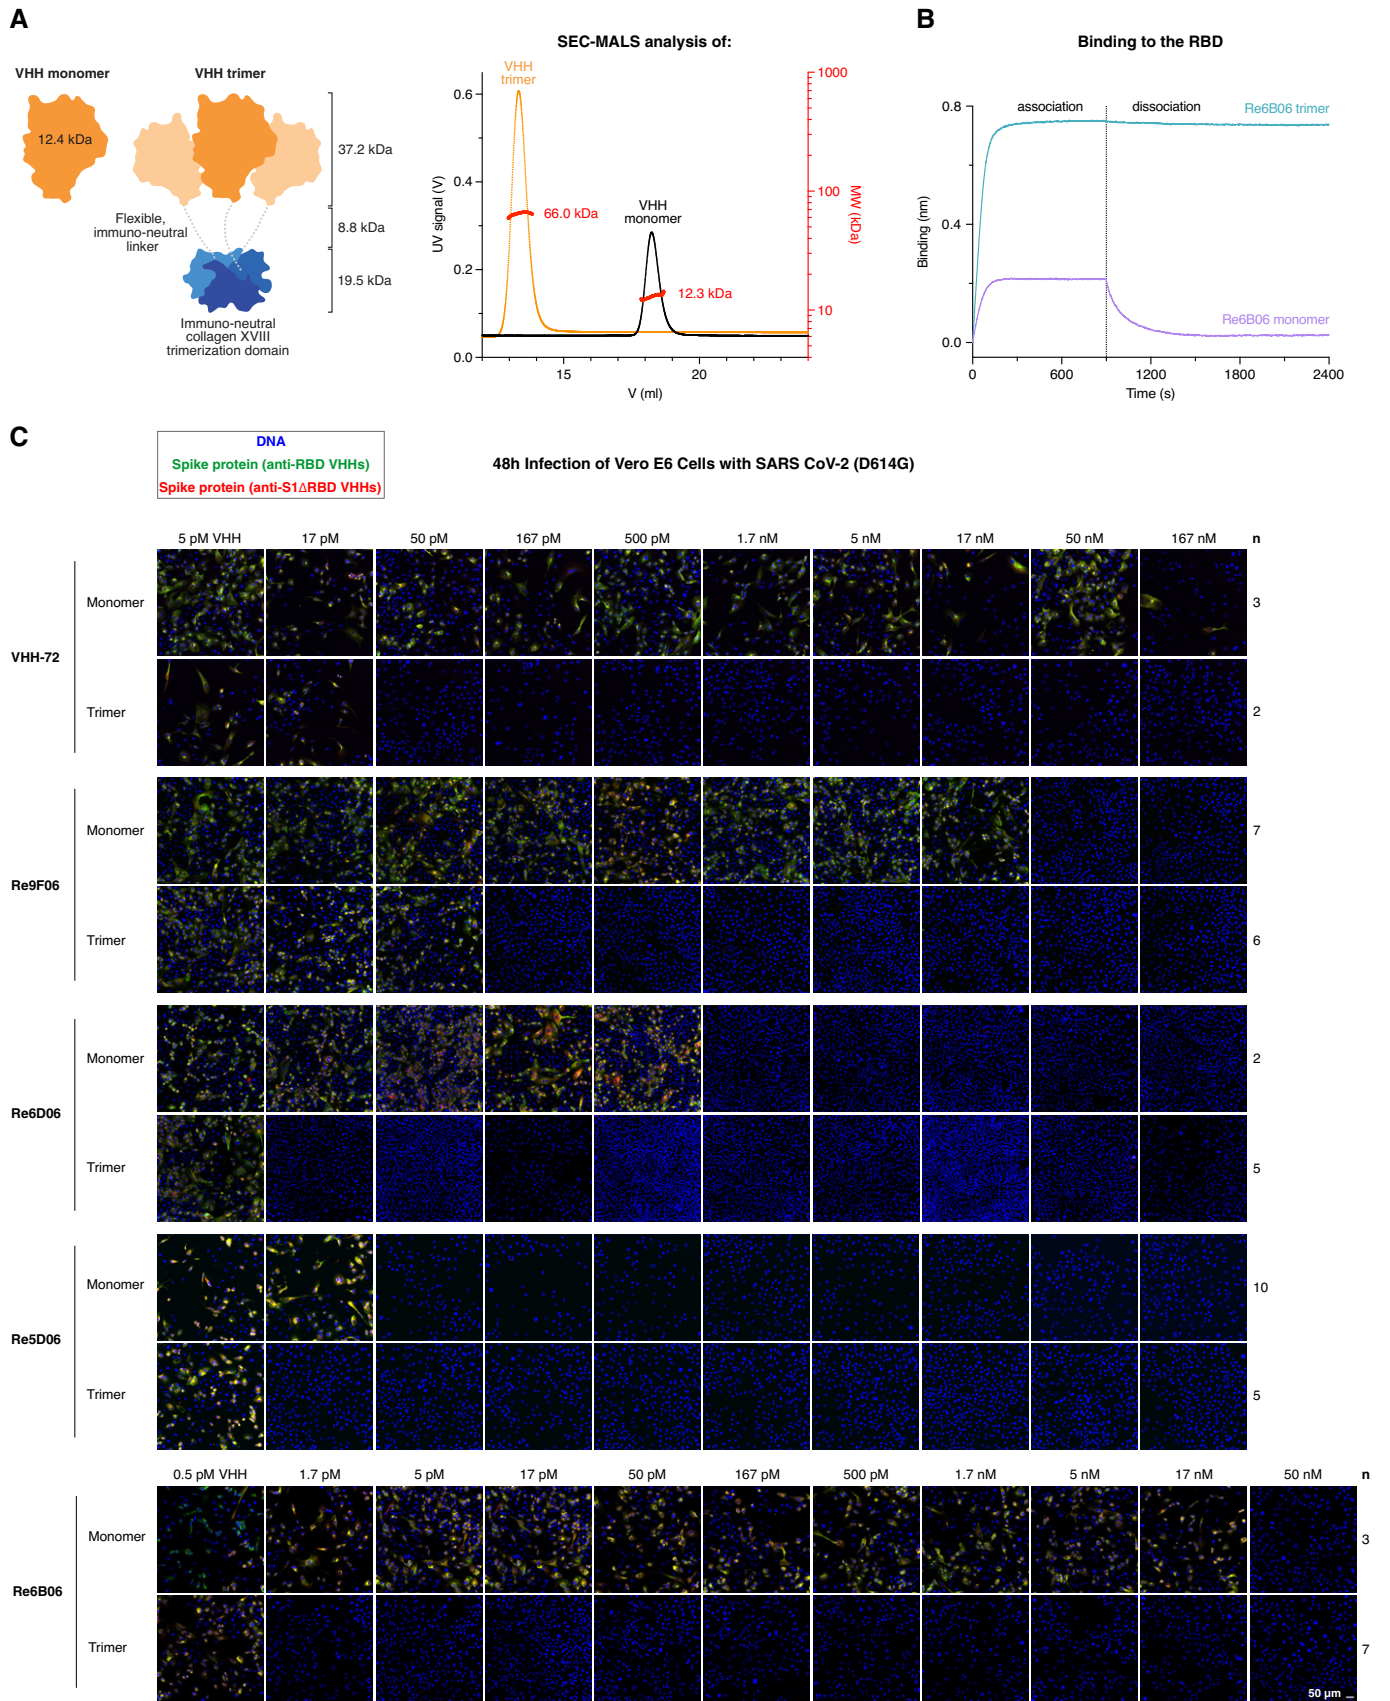 A
VHH monomer
VHH trimer
12.4 kDa
37.2 kDa
Flexible,
immuno-neutral
linker
8.8 kDa
19.5 kDa
Immuno-neutral
collagen XVIII
trimerization domain
SEC-MALS analysis of:
VHH
trimer
VHH
monomer
66.0 kDa
12.3 kDa
UV signal (V)
0.6
0.4
0.2
0.0
15
20
V (ml)
1000
100
10
MW (kDa)
B
Binding to the RBD
association
dissociation
Re6B06 trimer
Re6B06 monomer
Binding (nm)
0.8
0.4
0.0
0
600
1200
1800
2400
Time (s)
C
DNA
Spike protein (anti-RBD VHHs)
Spike protein (anti-S1ΔRBD VHHs)
48h Infection of Vero E6 Cells with SARS CoV-2 (D614G)
5 pM VHH 17 pM 50 pM 167 pM 500 pM 1.7 nM 5 nM 17 nM 50 nM 167 nM n
VHH-72
Monomer 3
Trimer 2
Re9F06
Monomer 7
Trimer 6
Re6D06
Monomer 2
Trimer 5
Re5D06
Monomer 10
Trimer 5
0.5 pM VHH 1.7 pM 5 pM 17 pM 50 pM 167 pM 500 pM 1.7 nM 5 nM 17 nM 50 nM n
Re6B06
Monomer 3
Trimer 7
50 µm